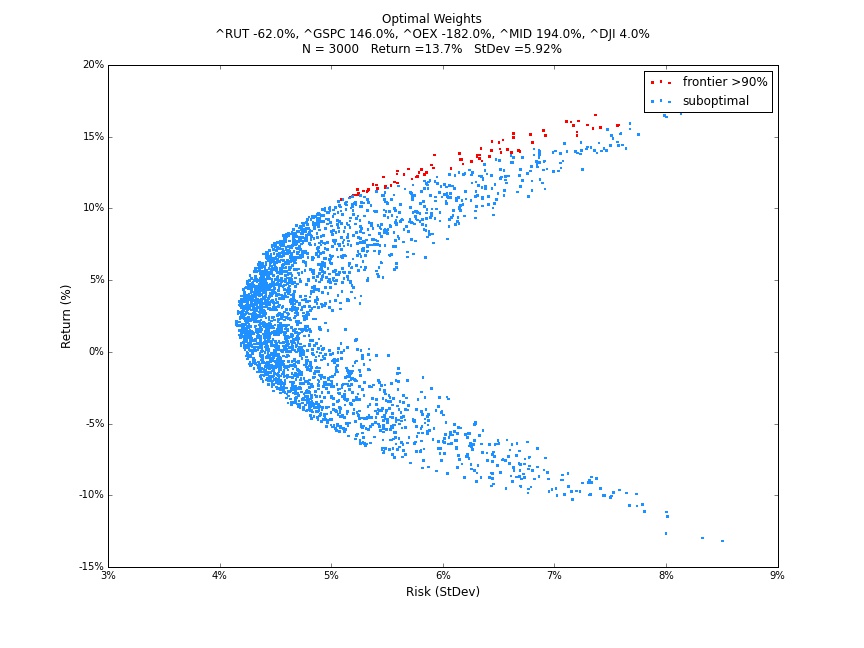 Optimal Weights
^RUT -62.0%, ^GSPC 146.0%, ^OEX -182.0%, ^MID 194.0%, ^DJI 4.0%
N = 3000   Return =13.7%   StDev =5.92%
20%
frontier >90%
suboptimal
15%
10%
5%
Return (%)
0%
-5%
-10%
-15%
3% 4% 5% 6% 7% 8% 9%
Risk (StDev)